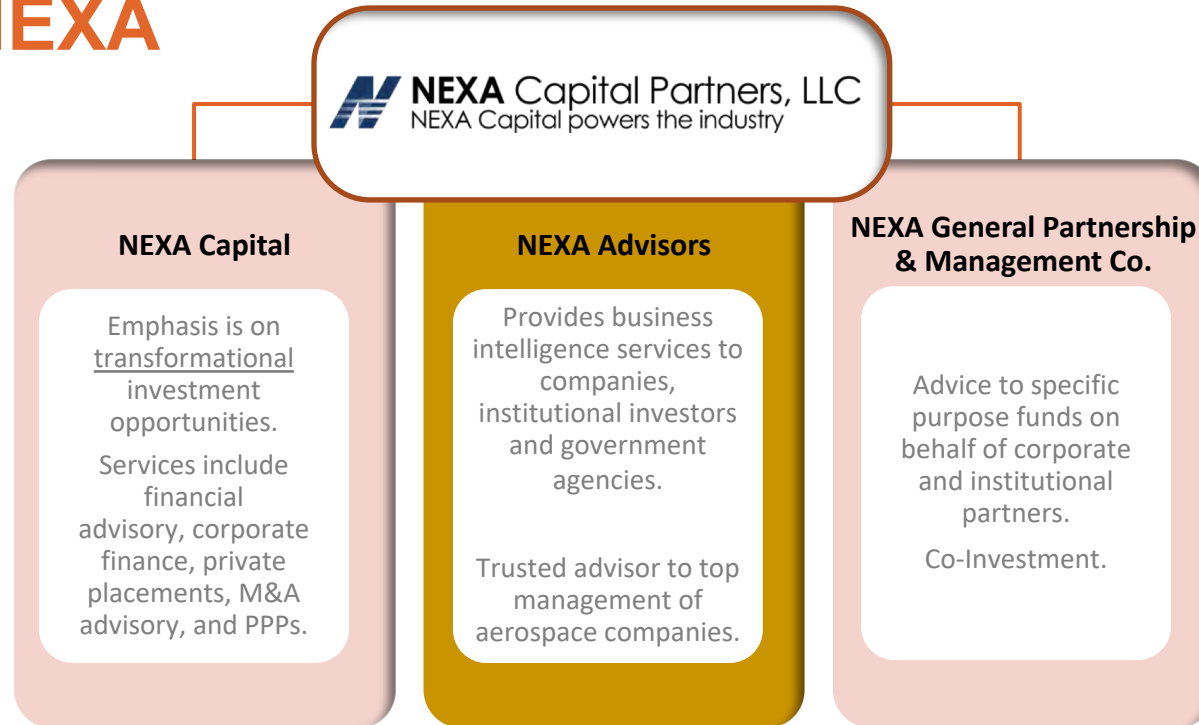 NEXA
NEXA Capital Partners, LLC
NEXA Capital powers the industry
NEXA Capital
Emphasis is on
transformational
investment
opportunities.
Services include
financial
advisory, corporate
finance, private
placements, M&A
advisory, and PPPs.
NEXA Advisors
Provides business
intelligence services to
companies,
institutional investors
and government
agencies.
Trusted advisor to top
management of
aerospace companies.
NEXA General Partnership
& Management Co.
Advice to specific
purpose funds on
behalf of corporate
and institutional
partners.
Co-Investment.